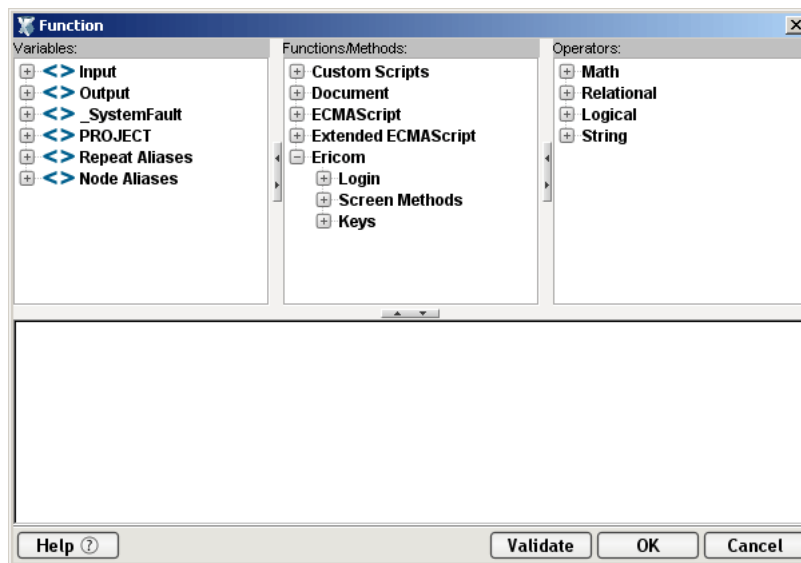 Function
Variables:
Input
Output
_SystemFault
PROJECT
Repeat Aliases
Node Aliases
Functions/Methods:
Custom Scripts
Document
ECMAScript
Extended ECMAScript
Ericom
Login
Screen Methods
Keys
Operators:
Math
Relational
Logical
String
Help ?
Validate
OK
Cancel